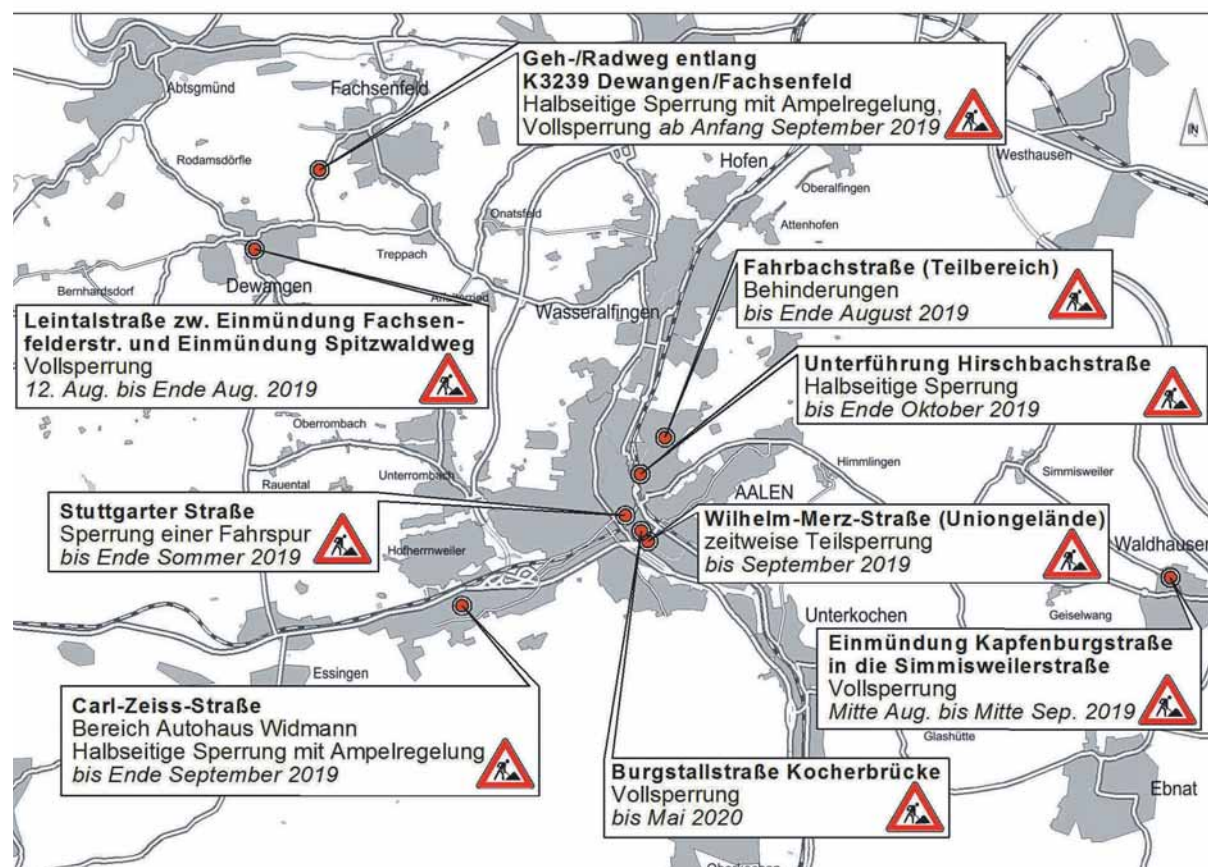 Geh-/Radweg entlang
K3239 Dewangen/Fachsenfeld
Halbseitige Sperrung mit Ampelregelung,
Vollsperrung ab Anfang September 2019
Abtsgmünd
Fachsenfeld
Hofen
Westhausen
N
Rodamsdörfle
Oberalfingen
Onatsfeld
Attenhofen
Treppach
Fahrbachstraße (Teilbereich)
Behinderungen
bis Ende August 2019
Bernhardsdorf
Dewangen
Wasseralfingen
Leintalstraße zw. Einmündung Fachsen-
felderstr. und Einmündung Spitzwaldweg
Vollsperrung
12. Aug. bis Ende Aug. 2019
Unterführung Hirschbachstraße
Halbseitige Sperrung
bis Ende Oktober 2019
Oberrombach
Himmlingen
Simmisweiler
Unterrombach
Rauental
AALEN
Stuttgarter Straße
Sperrung einer Fahrspur
bis Ende Sommer 2019
Hofherrnweiler
Wilhelm-Merz-Straße (Uniongelände)
zeitweise Teilsperrung
bis September 2019
Waldhausen
Geiselwang
Unterkochen
Einmündung Kapfenburgstraße
in die Simmisweilerstraße
Vollsperrung
Mitte Aug. bis Mitte Sep. 2019
Essingen
Carl-Zeiss-Straße
Bereich Autohaus Widmann
Halbseitige Sperrung mit Ampelregelung
bis Ende September 2019
Glashütte
Burgstallstraße Kocherbrücke
Vollsperrung
bis Mai 2020
Ebnat